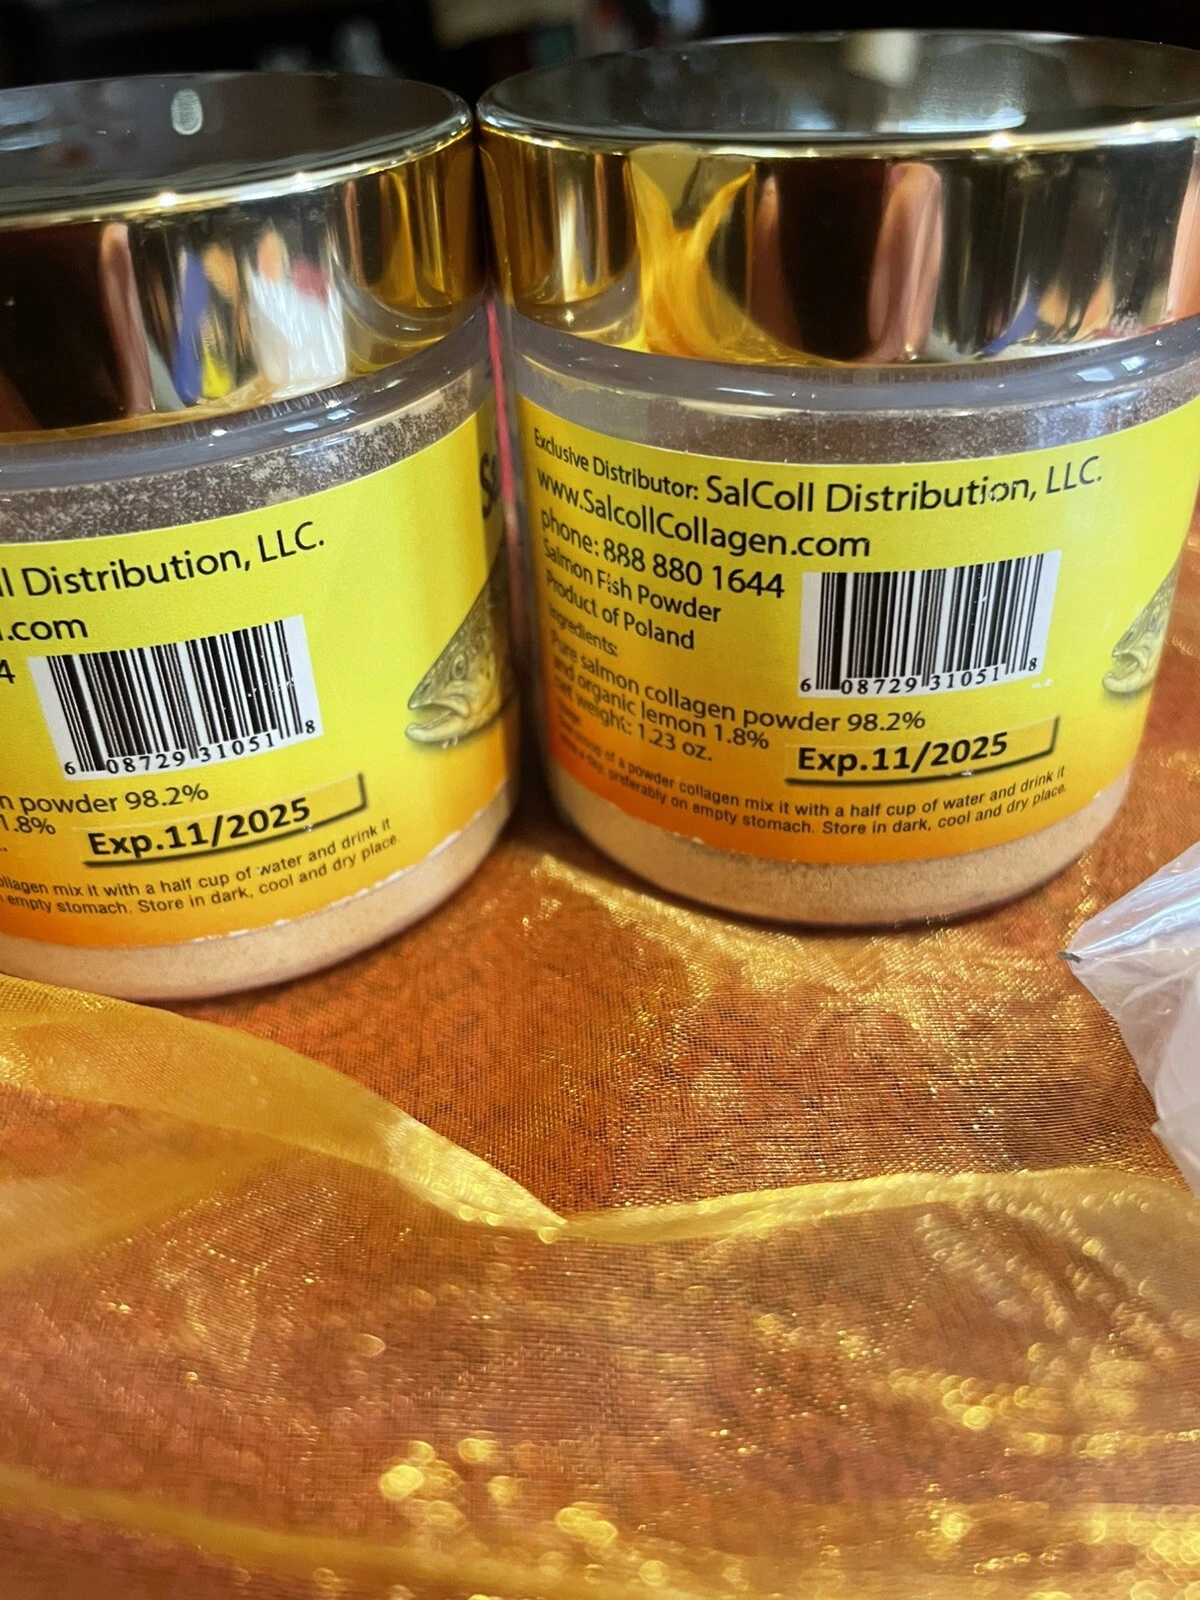 ll Distribution, LLC.
.com
4
6 08729 31051 8
n powder 98.2%
1.8%
Exp.11/2025
ollagen mix it with a half cup of water and drink it
empty stomach. Store in dark, cool and dry place.
Exclusive Distributor: SalColl Distribution, LLC.
www.SalcollCollagen.com
phone: 888 880 1644
Salmon Fish Powder
Product of Poland
Ingredients:
Pure salmon collagen powder 98.2%
and organic lemon 1.8%
net weight: 1.23 oz.
6 08729 31051 8
Exp.11/2025
of a powder collagen mix it with a half cup of water and drink it
a day, preferably on empty stomach. Store in dark, cool and dry place.